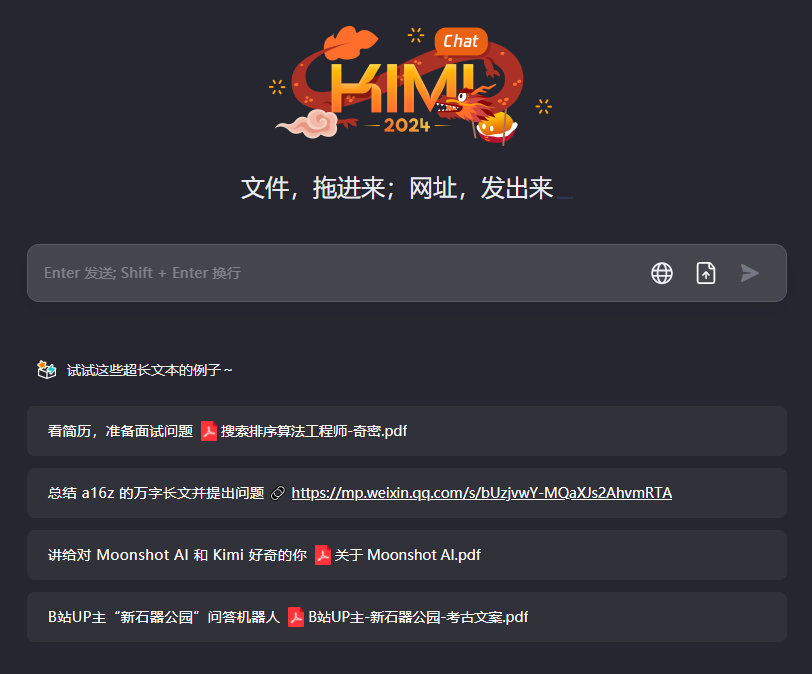 Chat
KIMI
2024
文件，拖进来；网址，发出来_
Enter 发送; Shift + Enter 换行
试试这些超长文本的例子～
看简历，准备面试问题 搜索排序算法工程师-奇密.pdf
总结 a16z 的万字长文并提出问题 https://mp.weixin.qq.com/s/bUzjvwY-MQaXJs2AhvmRTA
讲给对 Moonshot AI 和 Kimi 好奇的你 关于 Moonshot AI.pdf
B站UP主“新石器公园”问答机器人 B站UP主-新石器公园-考古文案.pdf